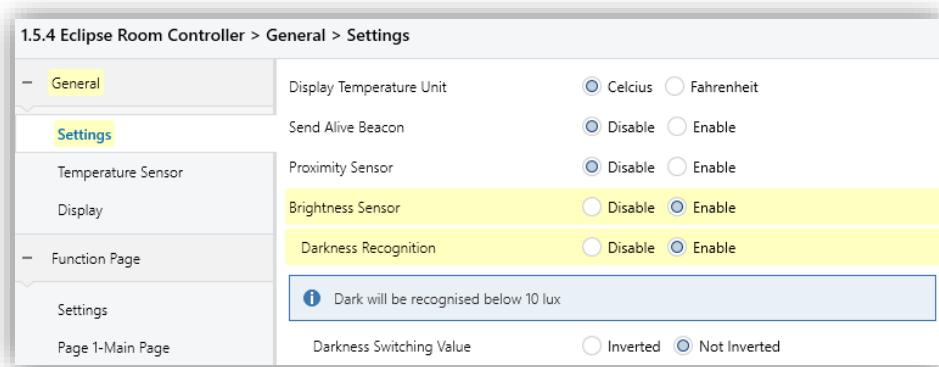 1.5.4 Eclipse Room Controller > General > Settings
General
Settings
Temperature Sensor
Display
Function Page
Settings
Page 1-Main Page
Display Temperature Unit Celcius Fahrenheit
Send Alive Beacon Disable Enable
Proximity Sensor Disable Enable
Brightness Sensor Disable Enable
Darkness Recognition Disable Enable
Dark will be recognised below 10 lux
Darkness Switching Value Inverted Not Inverted